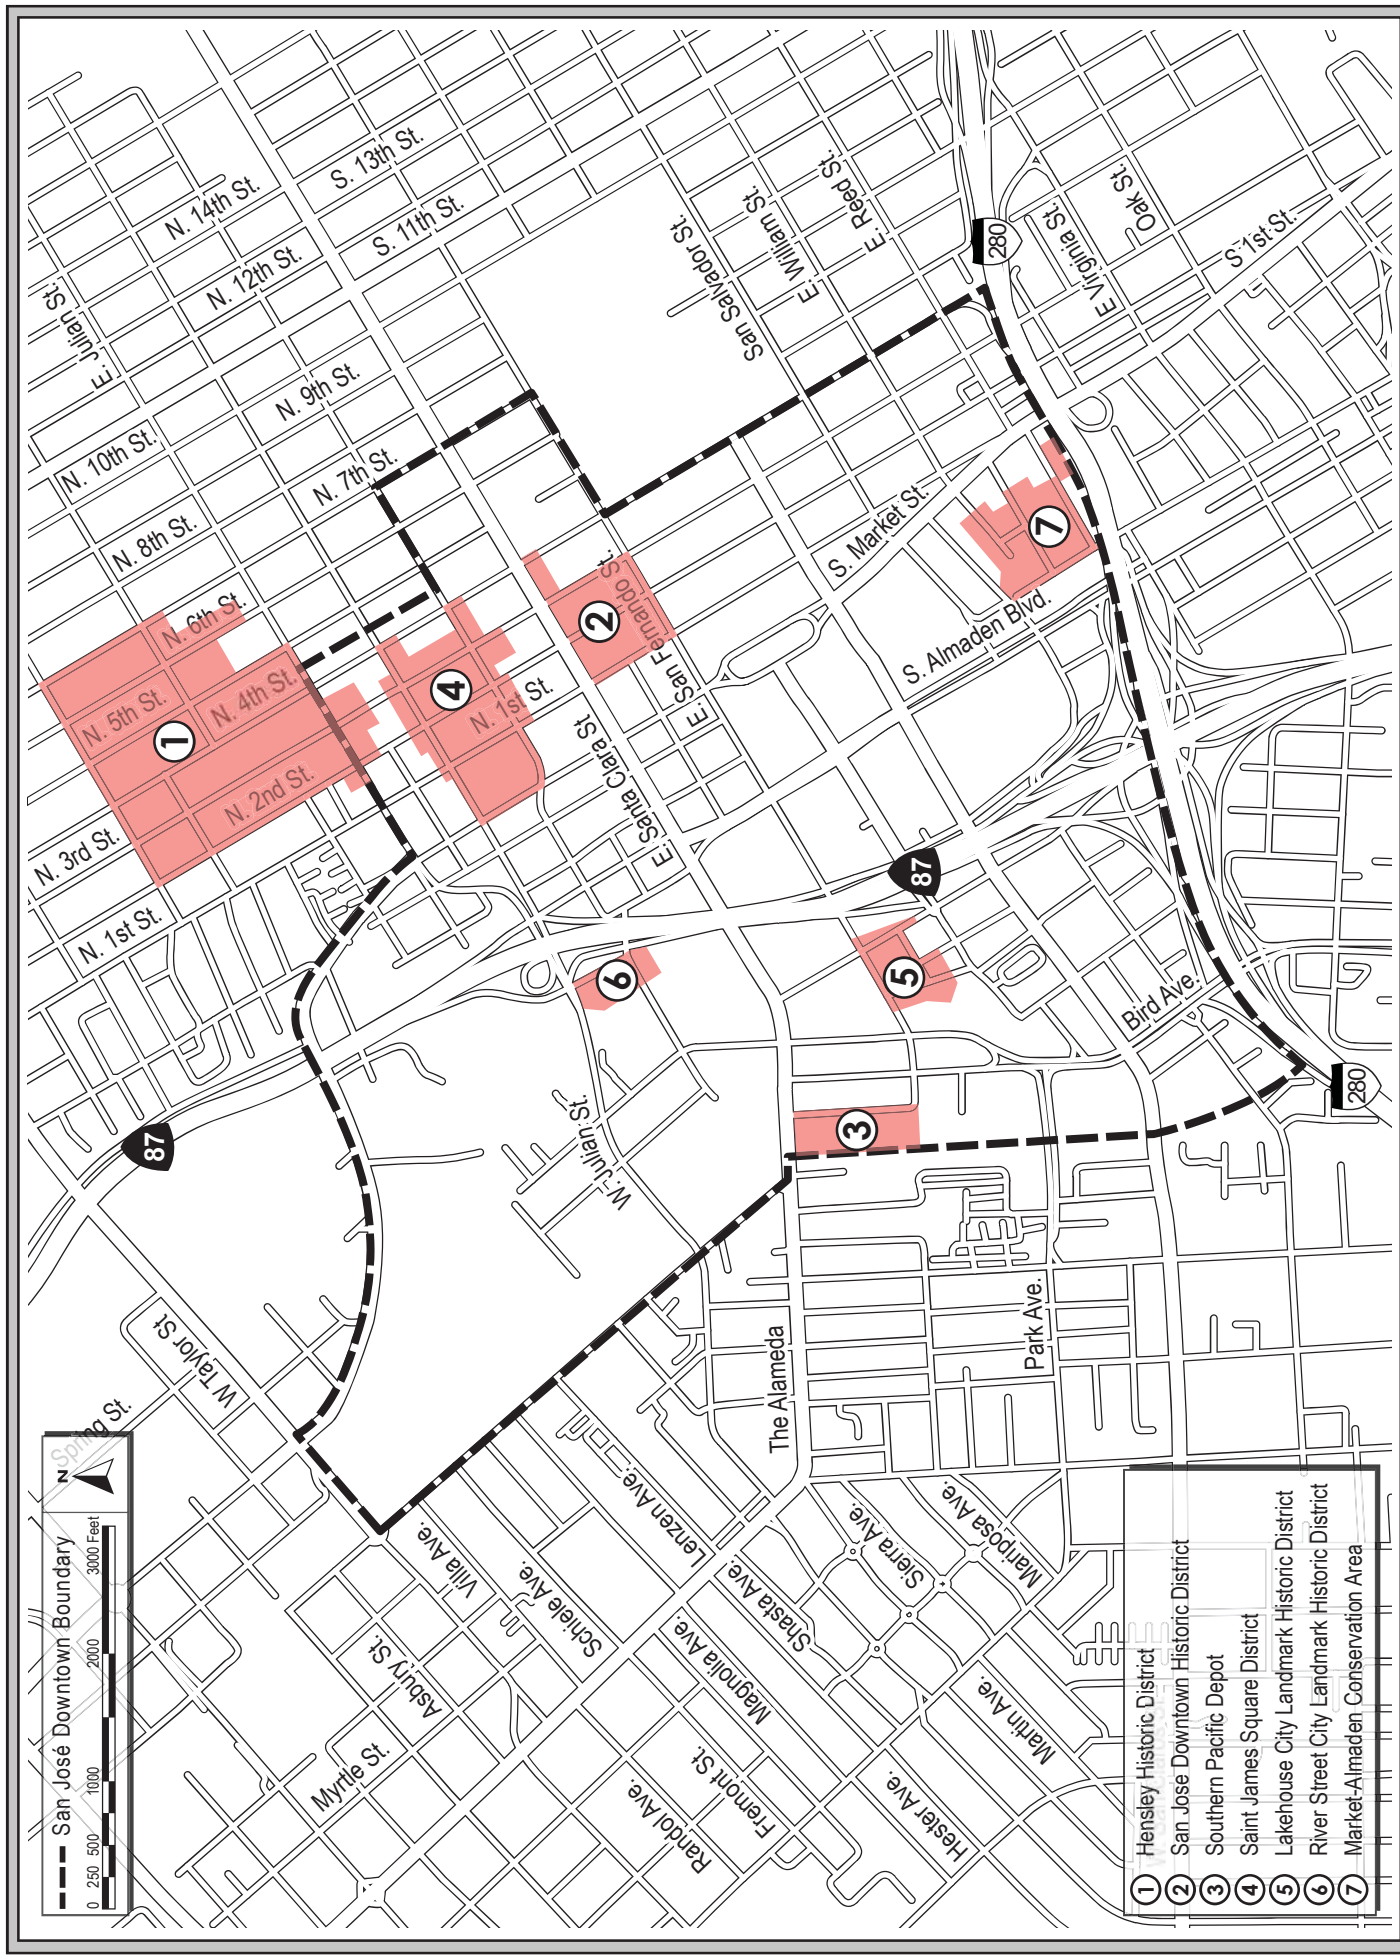 San José Downtown Boundary
0 250 500 1000 2000 3000 Feet
N
Spring St.
W Taylor St
87
N. 1st St.
N. 3rd St.
N. 2nd St.
N. 5th St.
N. 4th St.
N. 6th St.
1
N. 8th St.
N. 10th St.
E. Julian St.
N. 7th St.
N. 9th St.
N. 12th St.
N. 14th St.
S. 13th St.
S. 11th St.
Myrtle St.
Asbury St.
Villa Ave.
Schiele Ave.
Lenzen Ave.
W. Julian St.
6
E Santa Clara St
N. 1st St.
4
2
E. San Fernando St.
San Salvador St.
E William St.
E. Reed St.
Randol Ave.
Fremont St.
Magnolia Ave.
Shasta Ave.
The Alameda
3
5
87
S. Almaden Blvd.
S. Market St.
7
280
E Virginia St.
Oak St.
S 1st St.
Hester Ave.
Martin Ave.
Sierra Ave.
Mariposa Ave.
Park Ave.
Bird Ave.
280
1 Hensley Historic District
2 San Jose Downtown Historic District
3 Southern Pacific Depot
4 Saint James Square District
5 Lakehouse City Landmark Historic District
6 River Street City Landmark Historic District
7 Market-Almaden Conservation Area